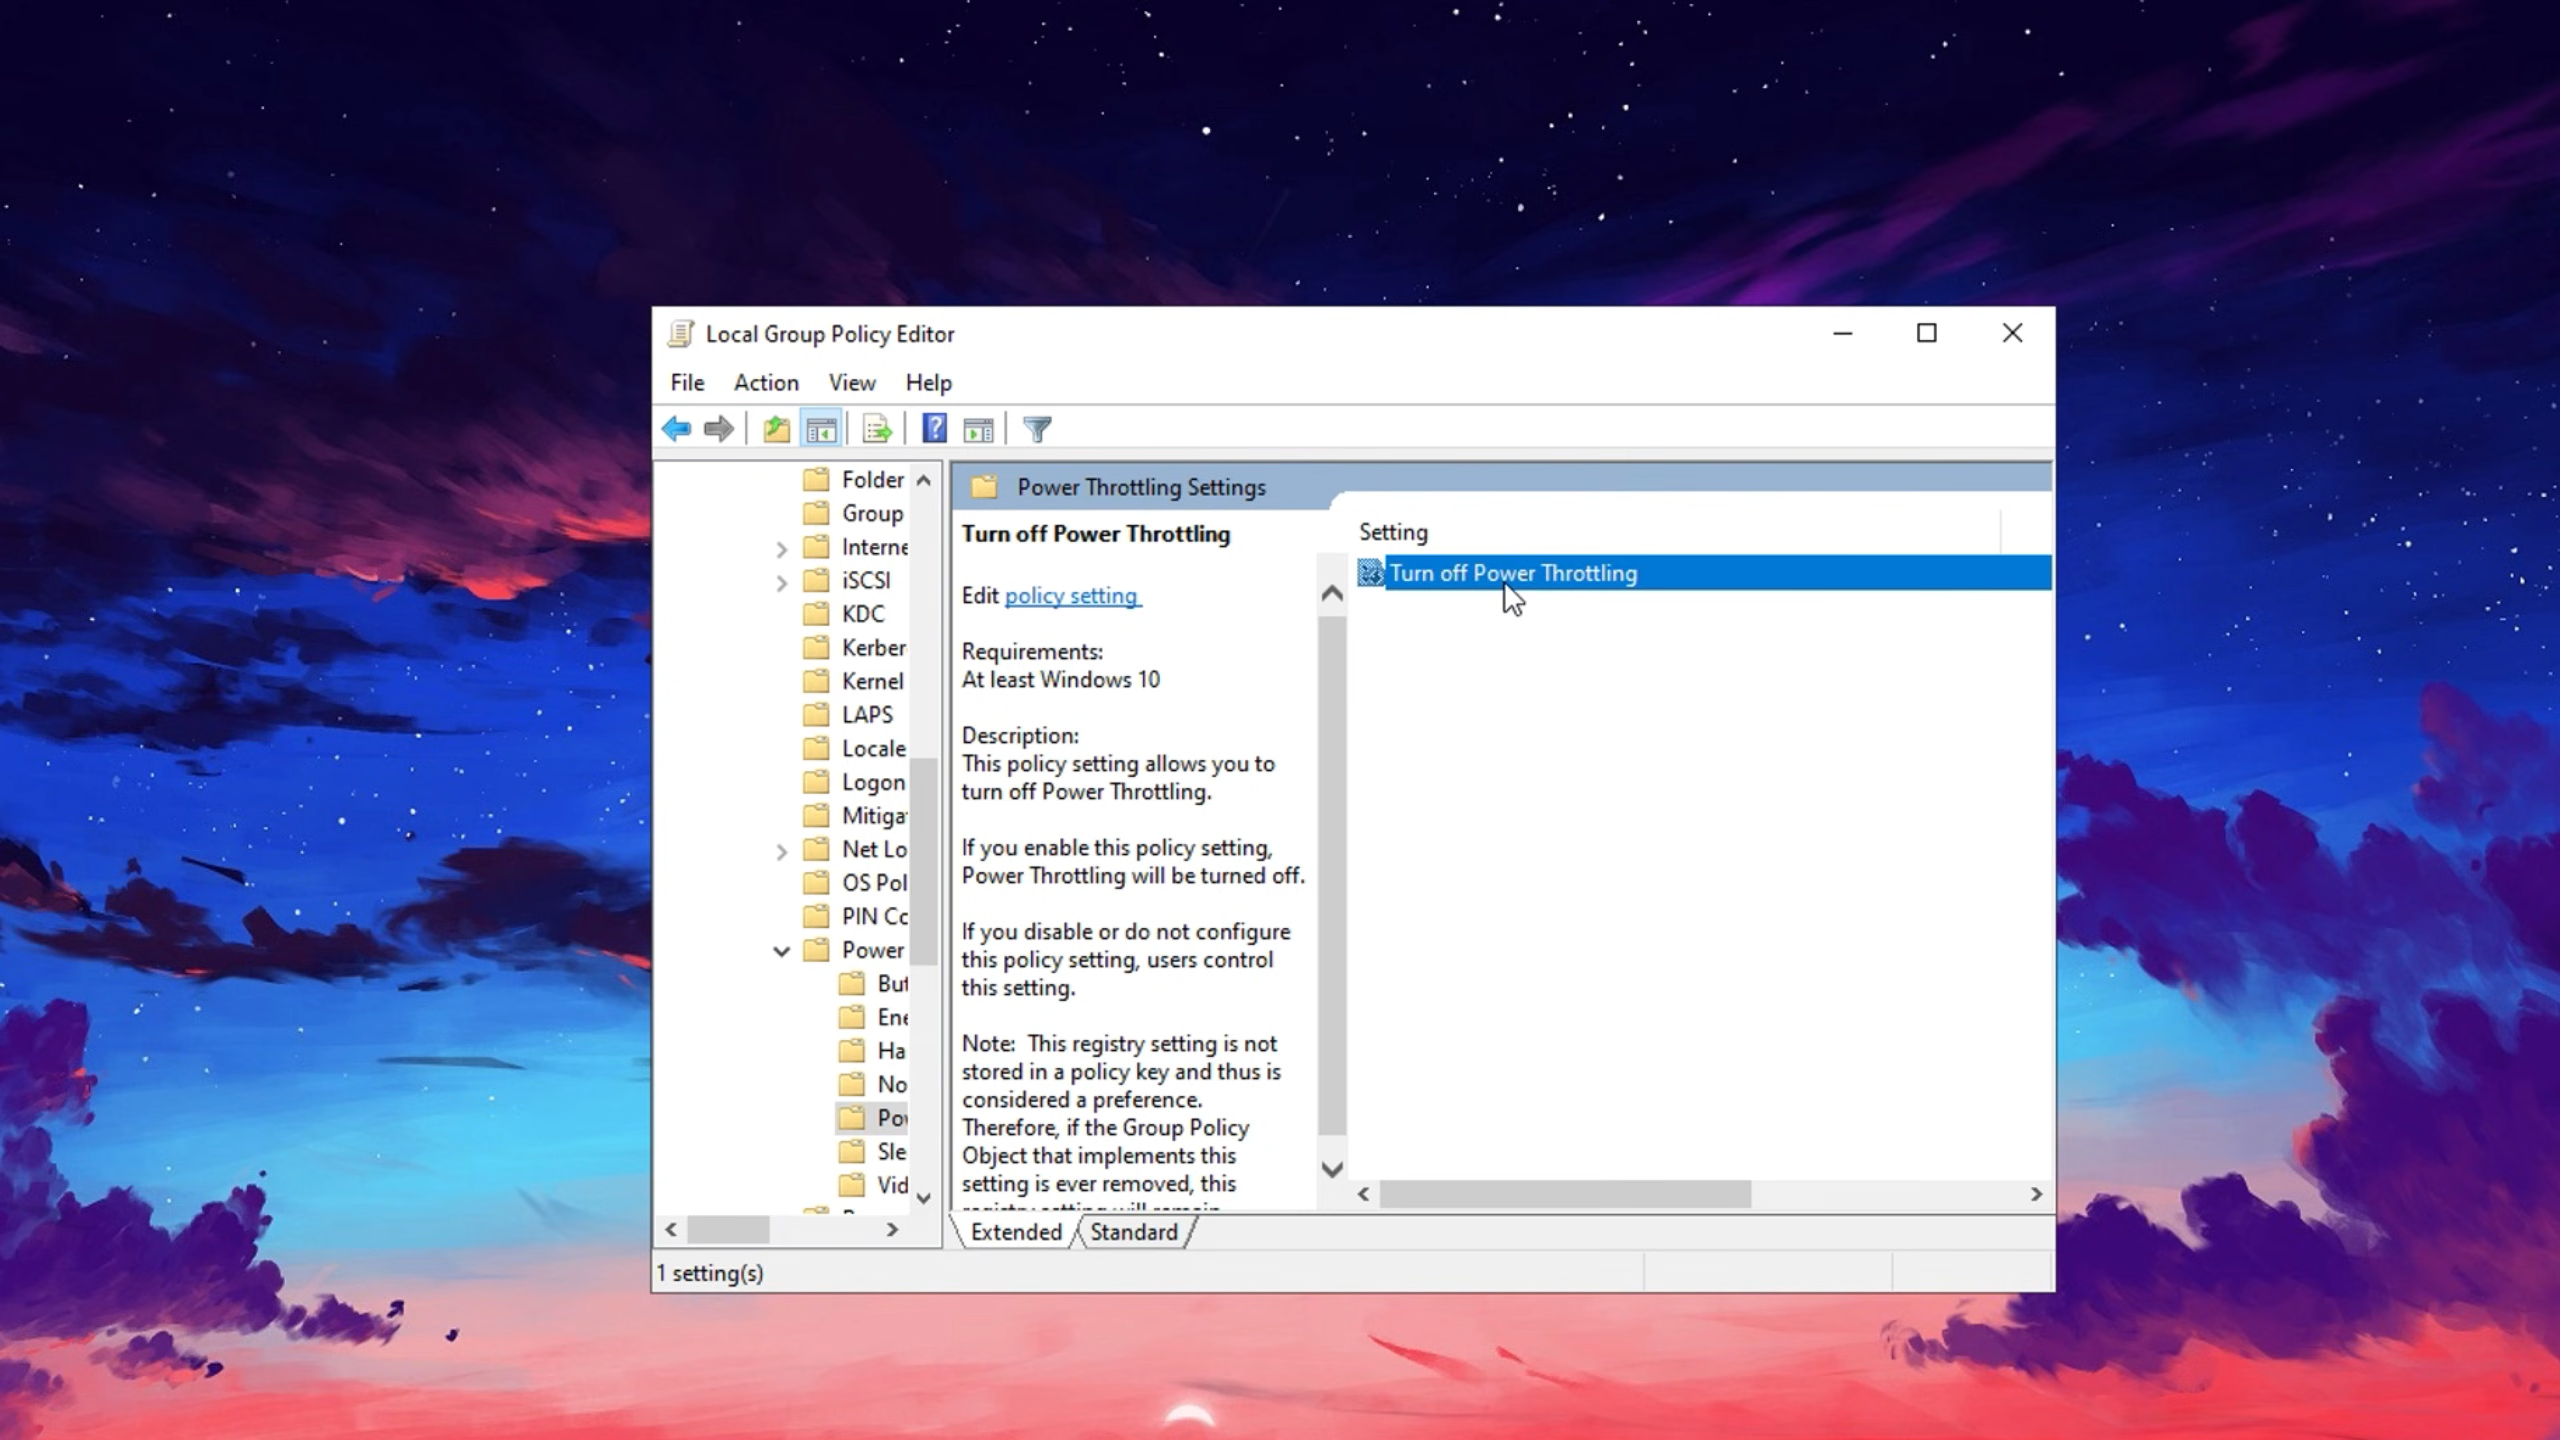 Local Group Policy Editor
File Action View Help
Folder
Group
Interne
iSCSI
KDC
Kerber
Kernel
LAPS
Locale
Logon
Mitiga
Net Lo
OS Pol
PIN Co
Power
But
Ene
Ha
No
Pow
Sle
Vid
Power Throttling Settings
Turn off Power Throttling
Edit policy setting
Requirements:
At least Windows 10
Description:
This policy setting allows you to
turn off Power Throttling.
If you enable this policy setting,
Power Throttling will be turned off.
If you disable or do not configure
this policy setting, users control
this setting.
Note: This registry setting is not
stored in a policy key and thus is
considered a preference.
Therefore, if the Group Policy
Object that implements this
setting is ever removed, this
registry setting will remain
Setting
Turn off Power Throttling
Extended Standard
1 setting(s)